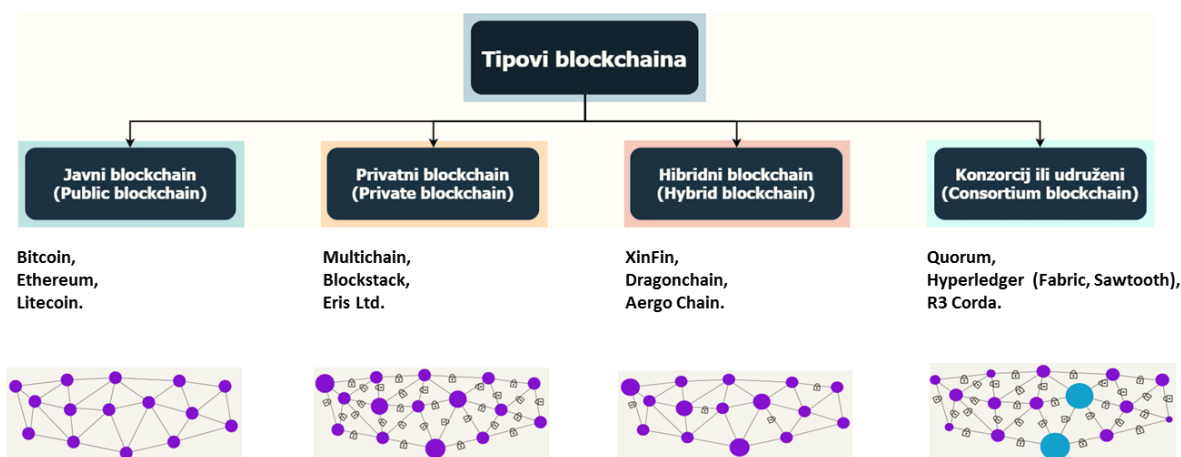 Tipovi blockchaina
Javni blockchain
(Public blockchain)
Privatni blockchain
(Private blockchain)
Hibridni blockchain
(Hybrid blockchain)
Konzorcij ili udruženi
(Consortium blockchain)
Bitcoin,
Ethereum,
Litecoin.
Multichain,
Blockstack,
Eris Ltd.
XinFin,
Dragonchain,
Aergo Chain.
Quorum,
Hyperledger (Fabric, Sawtooth),
R3 Corda.